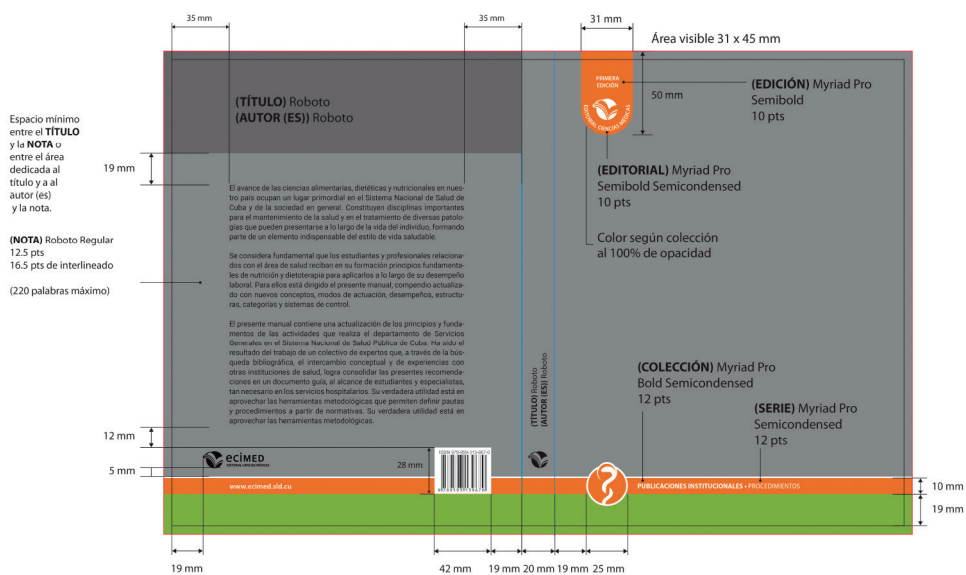 35 mm
35 mm
31 mm
Área visible 31 x 45 mm
PRIMERA
EDICIÓN
EDITORIAL CIENCIAS MÉDICAS
50 mm
(EDICIÓN) Myriad Pro
Semibold
10 pts
(TÍTULO) Roboto
(AUTOR (ES)) Roboto
Espacio mínimo
entre el TÍTULO
y la NOTA o
entre el área
dedicada al
título y a al
autor (es)
y la nota.
19 mm
(EDITORIAL) Myriad Pro
Semibold Semicondensed
10 pts
El avance de las ciencias alimentarias, dietéticas y nutricionales en nues-
tro país ocupan un lugar primordial en el Sistema Nacional de Salud de
Cuba y de la sociedad en general. Constituyen disciplinas importantes
para el mantenimiento de la salud y en el tratamiento de diversas patolo-
gías que pueden presentarse a lo largo de la vida del individuo, formando
parte de un elemento indispensable del estilo de vida saludable.
(NOTA) Roboto Regular
12.5 pts
16.5 pts de interlineado
(220 palabras máximo)
Color según colección
al 100% de opacidad
Se considera fundamental que los estudiantes y profesionales relaciona-
dos con el área de salud reciban en su formación principios fundamenta-
les de nutrición y dietoterapia para aplicarlos a lo largo de su desempeño
laboral. Para ellos está dirigido el presente manual, compendio actualiza-
do con nuevos conceptos, modos de actuación, desempeños, estructu-
ras, categorías y sistemas de control.
El presente manual contiene una actualización de los principios y funda-
mentos de las actividades que realiza el departamento de Servicios
Generales en el Sistema Nacional de Salud Pública de Cuba. Ha sido el
resultado del trabajo de un colectivo de expertos que, a través de la bús-
queda bibliográfica, el intercambio conceptual y de experiencias con
otras instituciones de salud, logra consolidar las presentes recomenda-
ciones en un documento guía, al alcance de estudiantes y especialistas,
tan necesario en los servicios hospitalarios. Su verdadera utilidad está en
aprovechar las herramientas metodológicas que permiten definir pautas
y procedimientos a partir de normativas. Su verdadera utilidad está en
aprovechar las herramientas metodológicas.
(TÍTULO) Roboto
(AUTOR (ES)) Roboto
(COLECCIÓN) Myriad Pro
Bold Semicondensed
12 pts
(SERIE) Myriad Pro
Semicondensed
12 pts
12 mm
ecimed
EDITORIAL CIENCIAS MÉDICAS
5 mm
28 mm
www.ecimed.sld.cu
PUBLICACIONES INSTITUCIONALES • PROCEDIMIENTOS
10 mm
19 mm
19 mm
42 mm
19 mm
20 mm
19 mm
25 mm